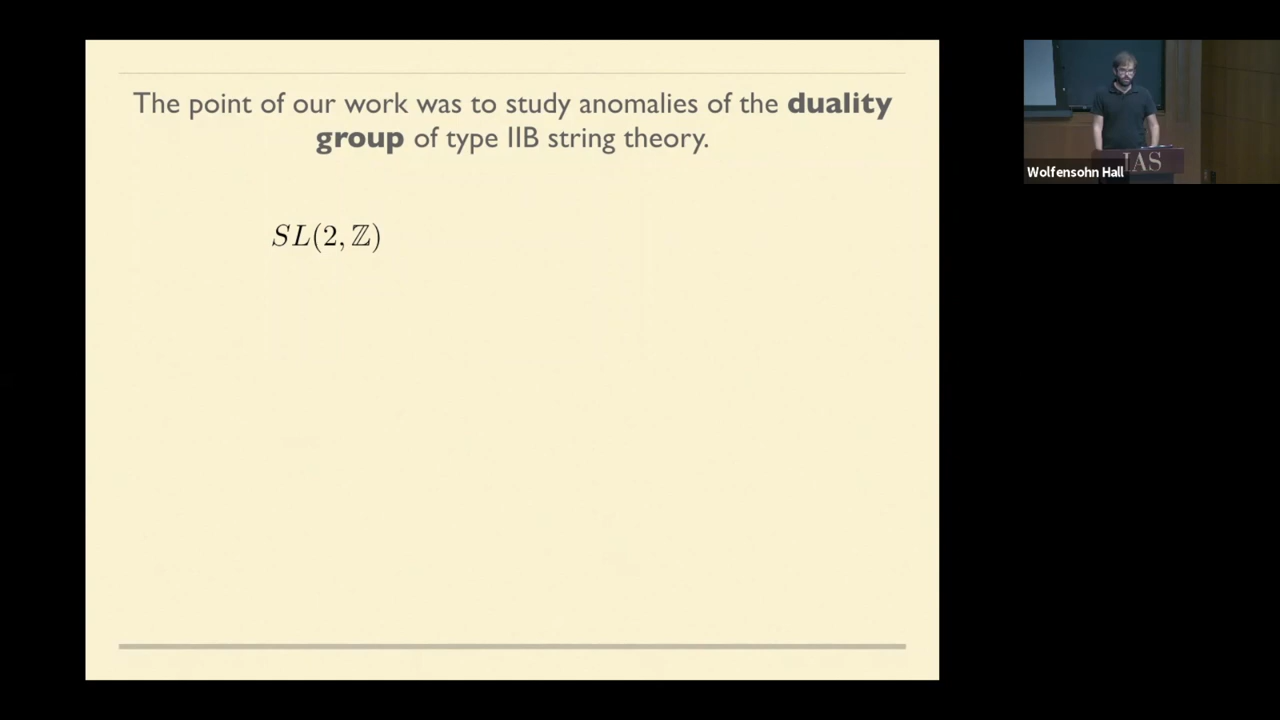 The point of our work was to study anomalies of the duality
group of type IIB string theory.
SL(2, ℤ)
IAS
Wolfensohn Hall